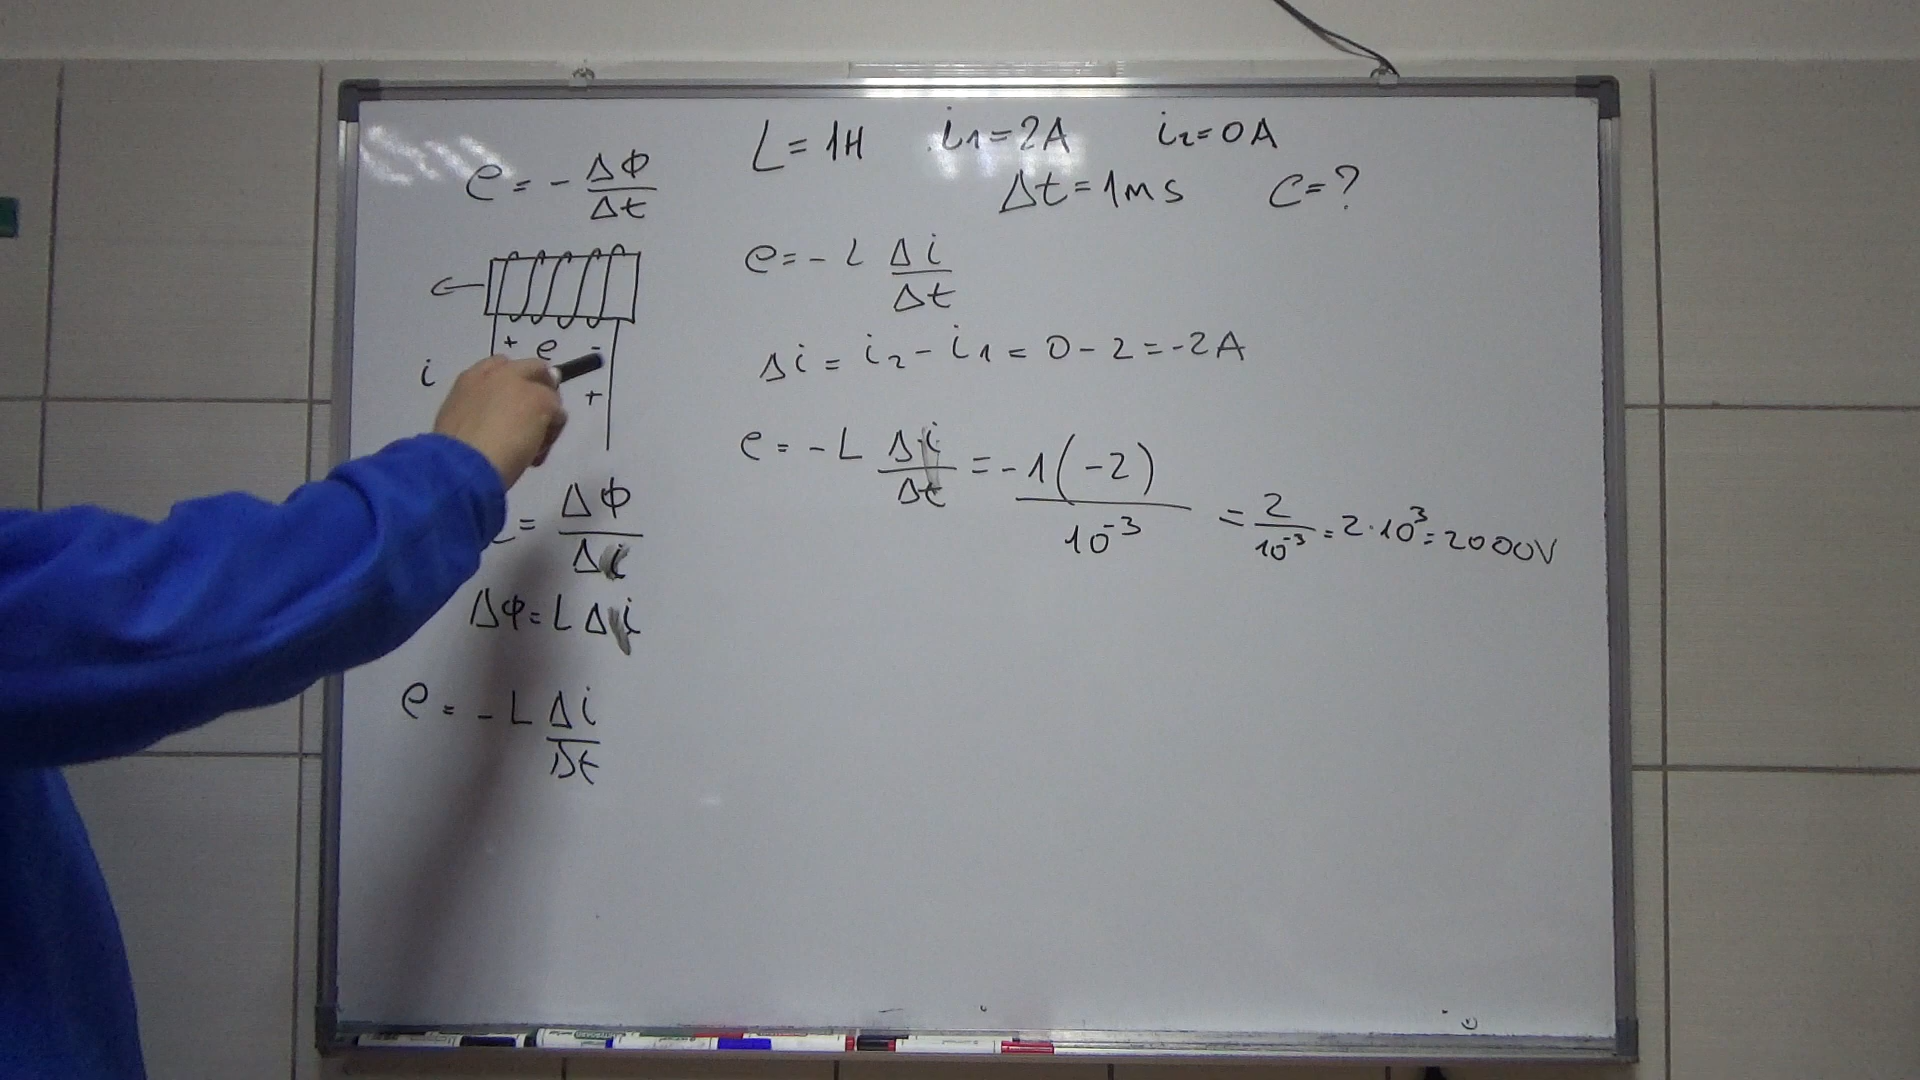 e = - ΔΦ/Δt
+ e -
i
+
= ΔΦ/Δi
Δφ = L Δi
e = - L Δi/Δt
L = 1H i₁ = 2A i₂ = 0A
Δt = 1ms e = ?
e = - L Δi/Δt
Δi = i₂ - i₁ = 0 - 2 = -2A
e = - L Δi/Δt = -1(-2)/10⁻³ = 2/10⁻³ = 2·10³ = 2000V